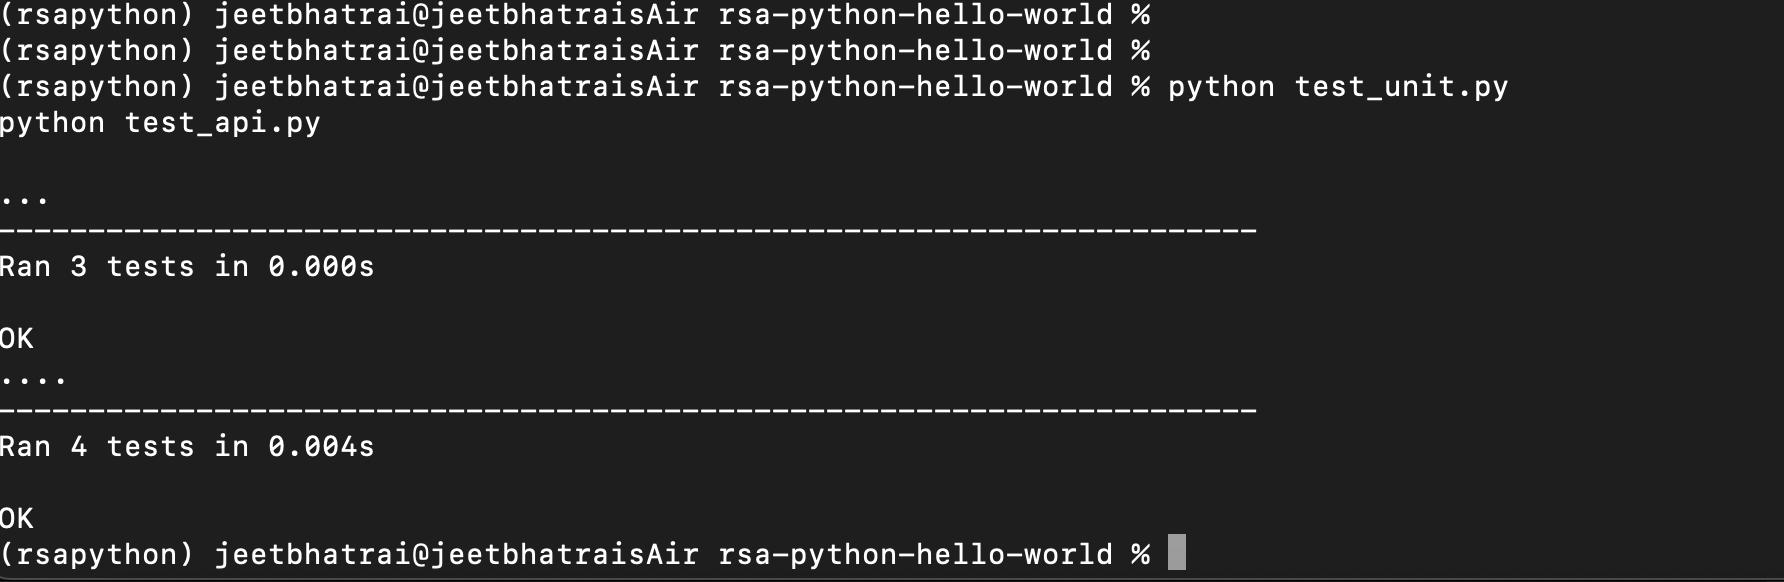 (rsapython) jeetbhatrai@jeetbhatraisAir rsa-python-hello-world %
(rsapython) jeetbhatrai@jeetbhatraisAir rsa-python-hello-world %
(rsapython) jeetbhatrai@jeetbhatraisAir rsa-python-hello-world % python test_unit.py
python test_api.py
...
----------------------------------------------------------------------
Ran 3 tests in 0.000s
OK
....
----------------------------------------------------------------------
Ran 4 tests in 0.004s
OK
(rsapython) jeetbhatrai@jeetbhatraisAir rsa-python-hello-world %